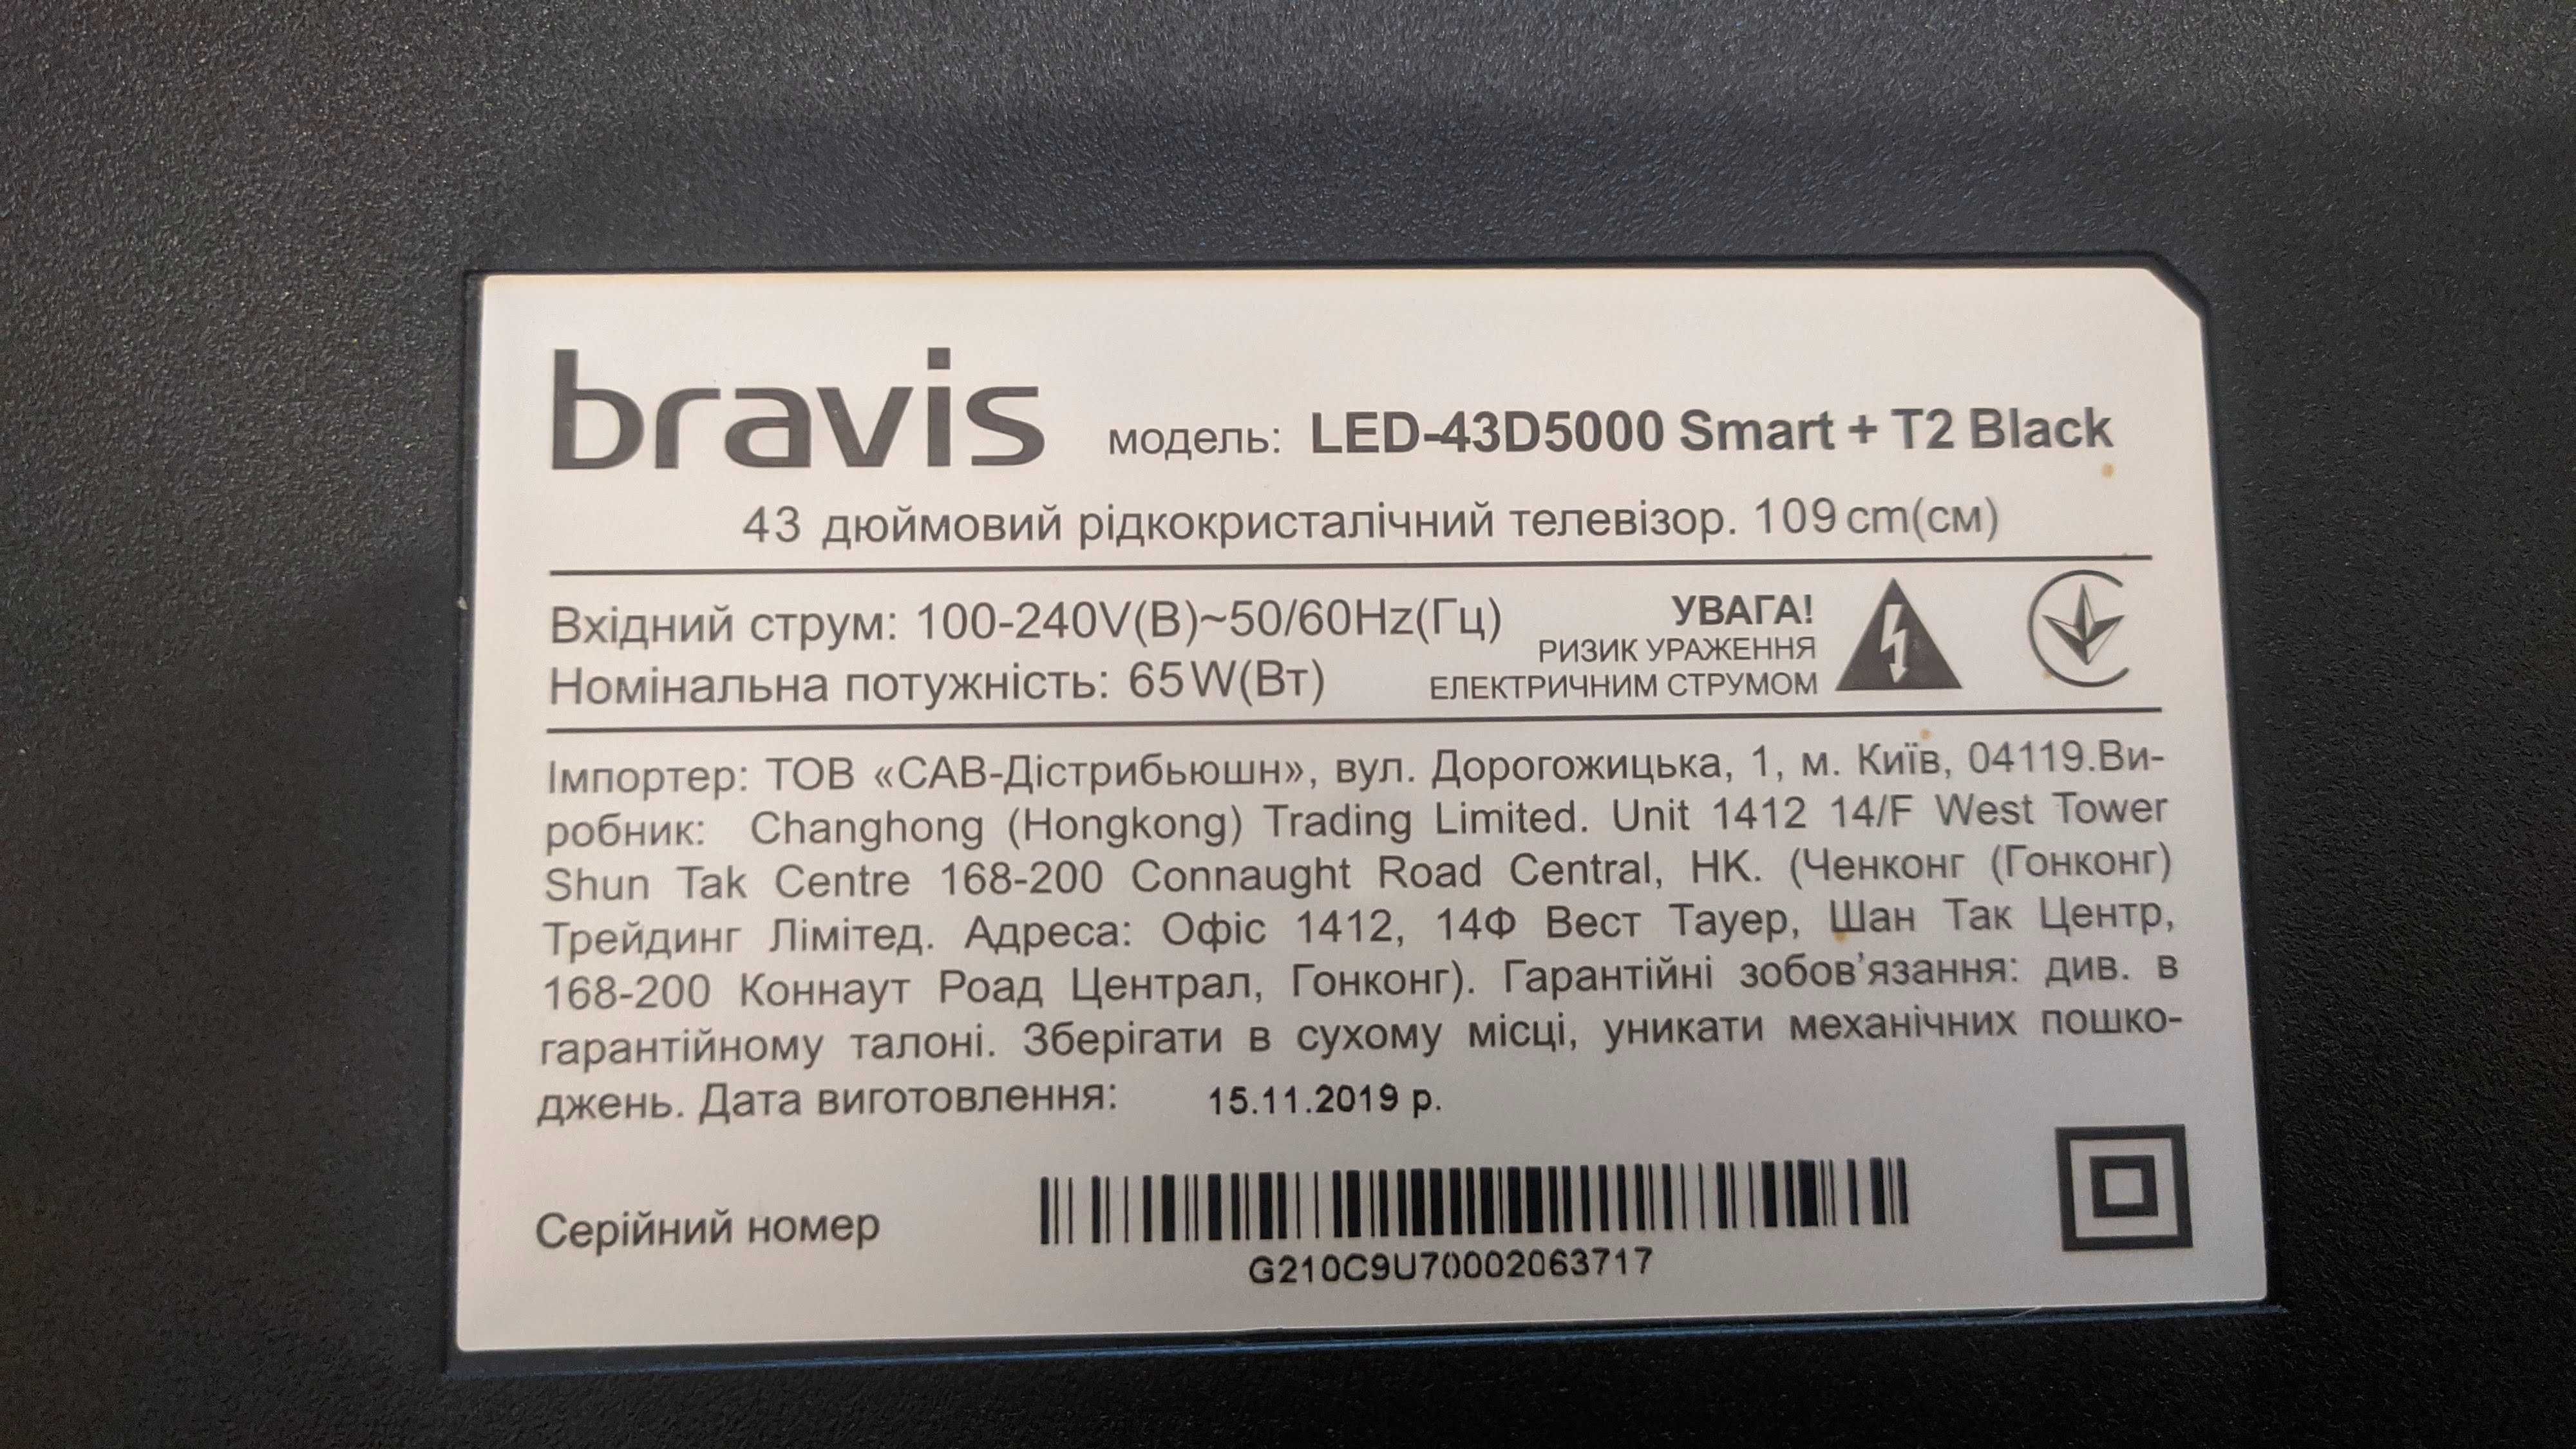 bravis модель: LED-43D5000 Smart + T2 Black
43 дюймовий рідкокристалічний телевізор. 109 cm(см)
Вхідний струм: 100-240V(В)~50/60Hz(Гц)
Номінальна потужність: 65W(Вт)
УВАГА!
РИЗИК УРАЖЕННЯ
ЕЛЕКТРИЧНИМ СТРУМОМ
Імпортер: ТОВ «САВ-Дістрибьюшн», вул. Дорогожицька, 1, м. Київ, 04119.Ви-
робник: Changhong (Hongkong) Trading Limited. Unit 1412 14/F West Tower
Shun Tak Centre 168-200 Connaught Road Central, HK. (Ченконг (Гонконг)
Трейдинг Лімітед. Адреса: Офіс 1412, 14Ф Вест Тауер, Шан Так Центр,
168-200 Коннаут Роад Централ, Гонконг). Гарантійні зобов'язання: див. в
гарантійному талоні. Зберігати в сухому місці, уникати механічних пошко-
джень. Дата виготовлення: 15.11.2019 р.
Серійний номер
G210C9U70002063717